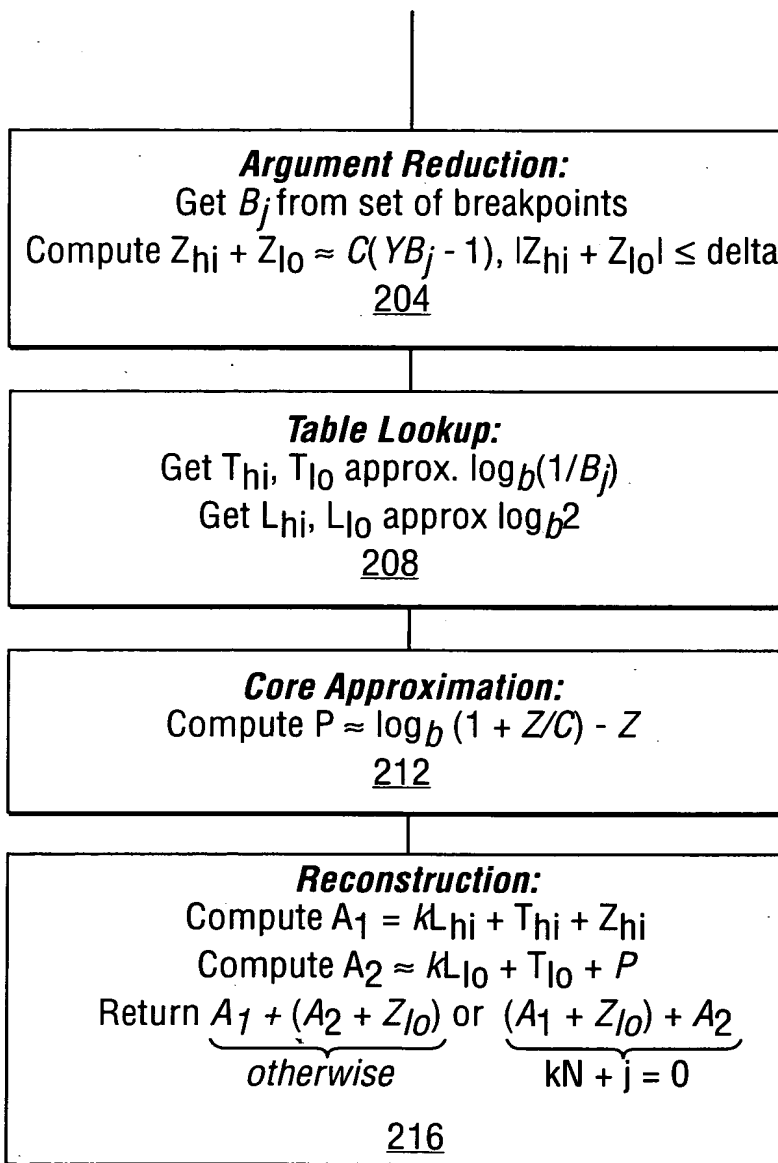 Argument Reduction:
Get Bj from set of breakpoints
Compute Zhi + Zlo ≈ C(YBj - 1), |Zhi + Zlo| ≤ delta
204
Table Lookup:
Get Thi, Tlo approx. logb(1/Bj)
Get Lhi, Llo approx logb2
208
Core Approximation:
Compute P ≈ logb (1 + Z/C) - Z
212
Reconstruction:
Compute A1 = kLhi + Thi + Zhi
Compute A2 ≈ kLlo + Tlo + P
Return A1 + (A2 + Zlo) or (A1 + Zlo) + A2
otherwise kN + j = 0
216